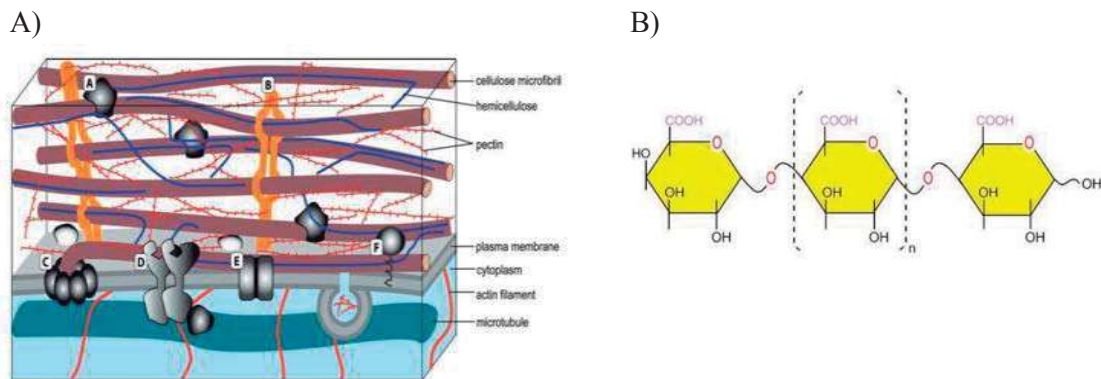 A)
B)
A
B
cellulose microfibril
hemicellulose
pectin
C
D
E
F
plasma membrane
cytoplasm
actin filament
microtubule
COOH
COOH
COOH
HO
O
O
O
O
O
OH
OH
OH
OH
OH
OH
OH
n